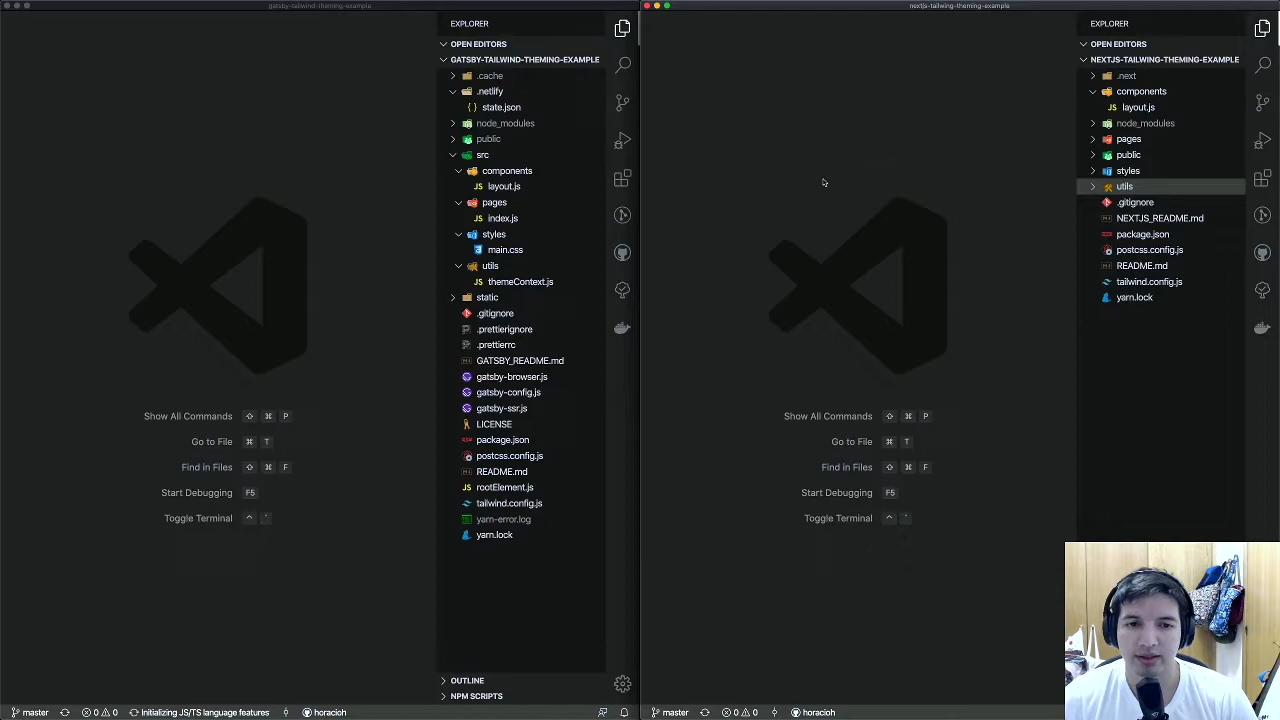 gatsby-tailwind-theming-example
EXPLORER
OPEN EDITORS
GATSBY-TAILWIND-THEMING-EXAMPLE
.cache
.netlify
state.json
node_modules
public
src
components
layout.js
pages
index.js
styles
main.css
utils
themeContext.js
static
.gitignore
.prettierignore
.prettierrc
GATSBY_README.md
gatsby-browser.js
gatsby-config.js
gatsby-ssr.js
LICENSE
package.json
postcss.config.js
README.md
rootElement.js
tailwind.config.js
yarn-error.log
yarn.lock
OUTLINE
NPM SCRIPTS
Show All Commands ⇧ ⌘ P
Go to File ⌘ T
Find in Files ⇧ ⌘ F
Start Debugging F5
Toggle Terminal ^ `
master 0 0 Initializing JS/TS language features horacioh
nextjs-tailwing-theming-example
EXPLORER
OPEN EDITORS
NEXTJS-TAILWING-THEMING-EXAMPLE
.next
components
layout.js
node_modules
pages
public
styles
utils
.gitignore
NEXTJS_README.md
package.json
postcss.config.js
README.md
tailwind.config.js
yarn.lock
Show All Commands ⇧ ⌘ P
Go to File ⌘ T
Find in Files ⇧ ⌘ F
Start Debugging F5
Toggle Terminal ^ `
master 0 0 horacioh